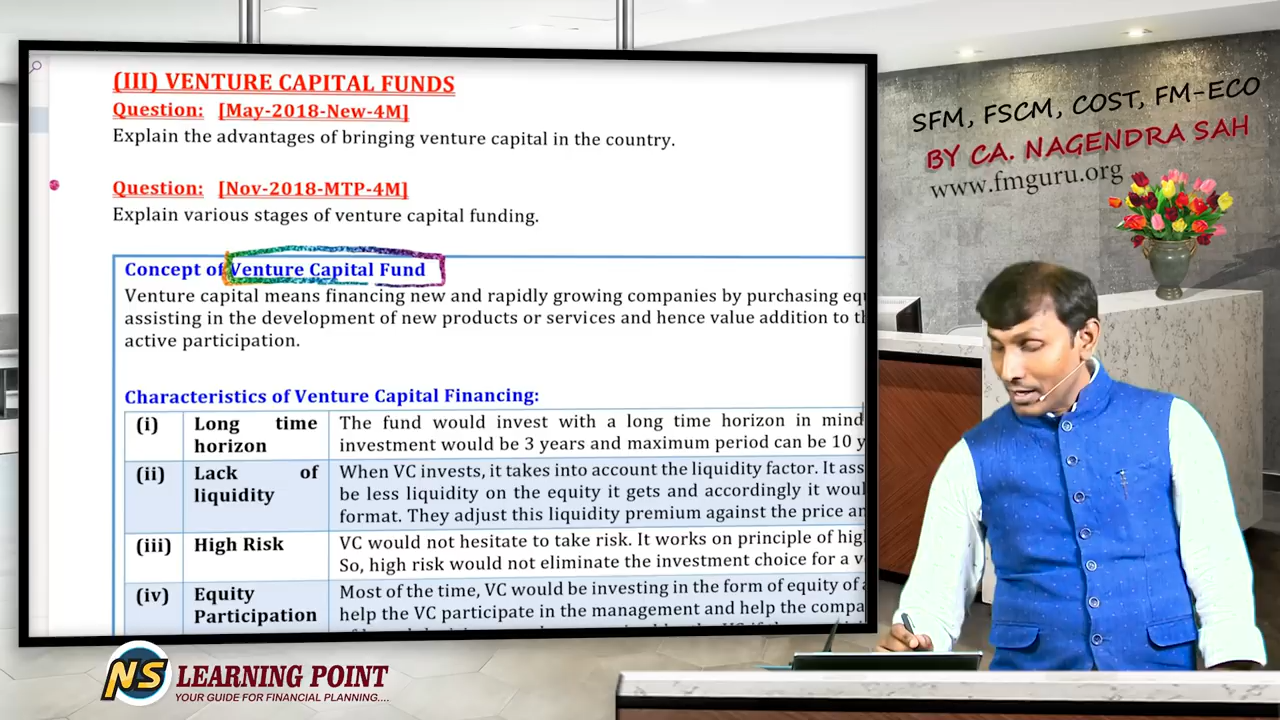 (III) VENTURE CAPITAL FUNDS
Question: [May-2018-New-4M]
Explain the advantages of bringing venture capital in the country.
Question: [Nov-2018-MTP-4M]
Explain various stages of venture capital funding.
Concept of Venture Capital Fund
Venture capital means financing new and rapidly growing companies by purchasing
assisting in the development of new products or services and hence value addition to
active participation.
Characteristics of Venture Capital Financing:
(i) Long time horizon
The fund would invest with a long time horizon in mind
investment would be 3 years and maximum period can be 10
(ii) Lack of liquidity
When VC invests, it takes into account the liquidity factor. It
be less liquidity on the equity it gets and accordingly it
format. They adjust this liquidity premium against the price
(iii) High Risk
VC would not hesitate to take risk. It works on principle of
So, high risk would not eliminate the investment choice for a
(iv) Equity Participation
Most of the time, VC would be investing in the form of equity of
help the VC participate in the management and help the
SFM, FSCM, COST, FM-ECO
BY CA. NAGENDRA SAH
www.fmguru.org
NS LEARNING POINT
YOUR GUIDE FOR FINANCIAL PLANNING....